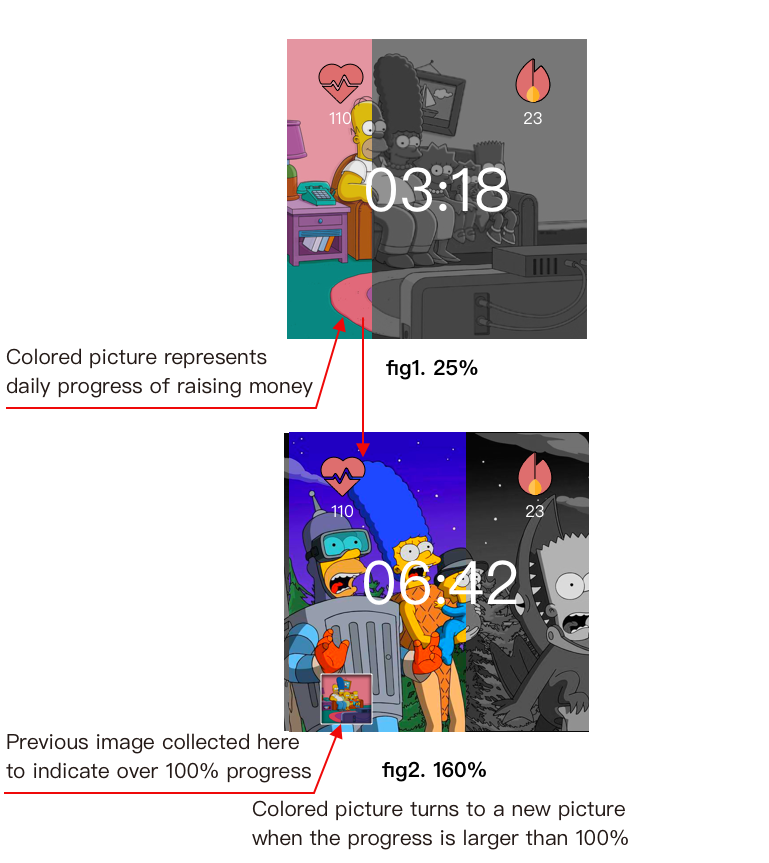 110
23
03:18
Colored picture represents
daily progress of raising money
fig1. 25%
110
23
06:42
Previous image collected here
to indicate over 100% progress
fig2. 160%
Colored picture turns to a new picture
when the progress is larger than 100%